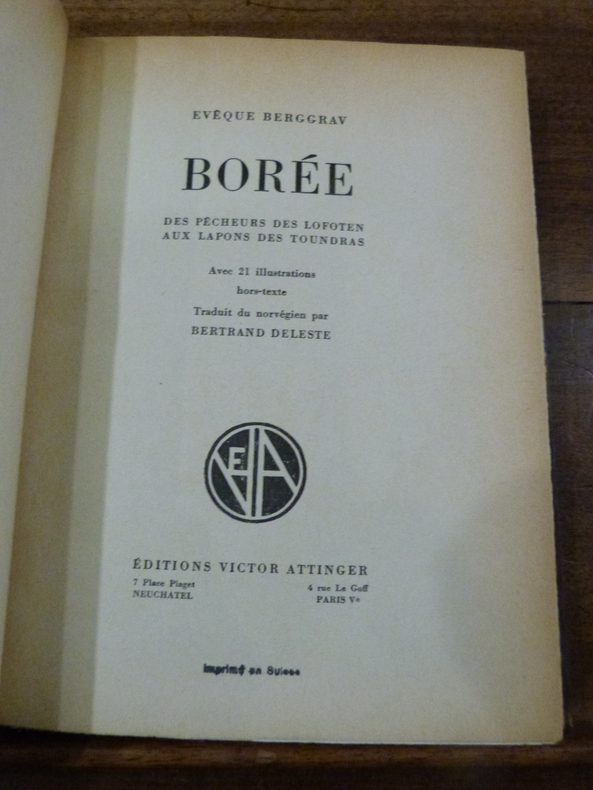 EVÊQUE BERGGRAV
BORÉE
DES PÊCHEURS DES LOFOTEN
AUX LAPONS DES TOUNDRAS
Avec 21 illustrations
hors-texte
Traduit du norvégien par
BERTRAND DELESTE
VEA
ÉDITIONS VICTOR ATTINGER
7 Place Piaget
NEUCHATEL
4 rue Le Goff
PARIS Vᵉ
Imprimé en Suisse